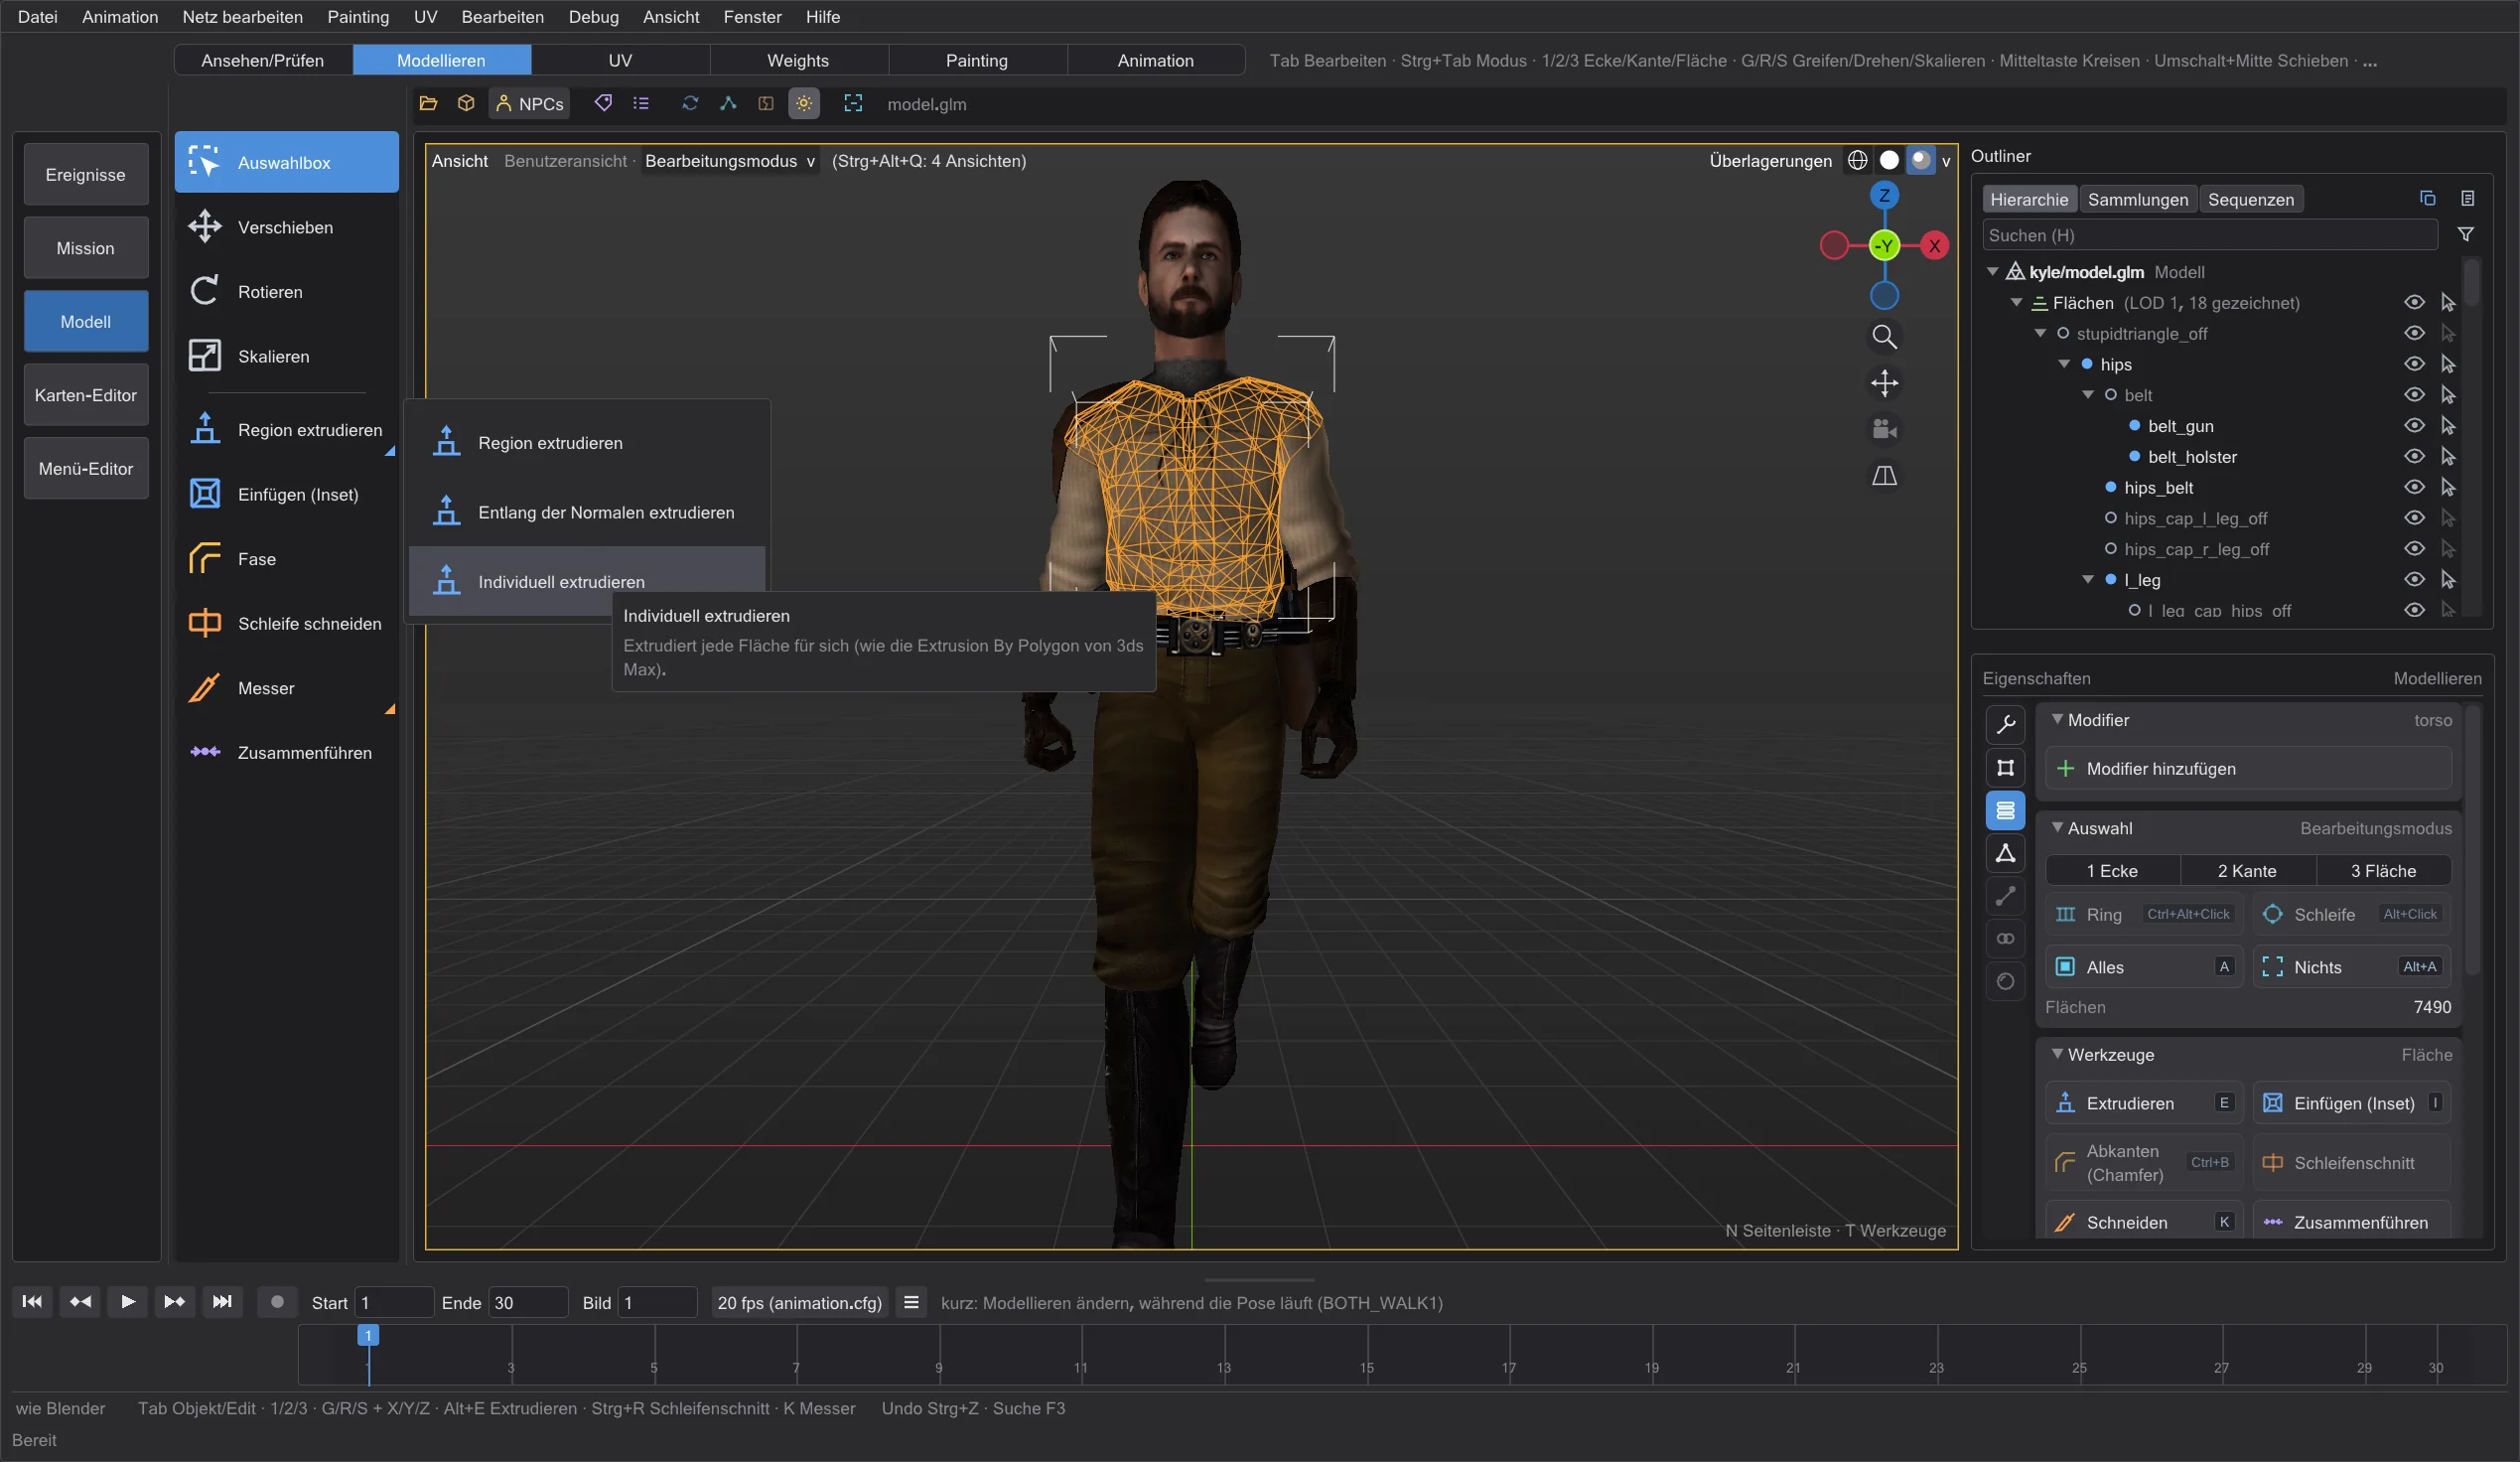 Datei Animation Netz bearbeiten Painting UV Bearbeiten Debug Ansicht Fenster Hilfe
Ansehen/Prüfen Modellieren UV Weights Painting Animation Tab Bearbeiten · Strg+Tab Modus · 1/2/3 Ecke/Kante/Fläche · G/R/S Greifen/Drehen/Skalieren · Mitteltaste Kreisen · Umschalt+Mitte Schieben · ...
NPCs model.glm
Ereignisse
Mission
Modell
Karten-Editor
Menü-Editor
Auswahlbox
Verschieben
Rotieren
Skalieren
Region extrudieren
Einfügen (Inset)
Fase
Schleife schneiden
Messer
Zusammenführen
Ansicht Benutzeransicht · Bearbeitungsmodus v (Strg+Alt+Q: 4 Ansichten) Überlagerungen v
Z
-Y X
Region extrudieren
Entlang der Normalen extrudieren
Individuell extrudieren
Individuell extrudieren
Extrudiert jede Fläche für sich (wie die Extrusion By Polygon von 3ds
Max).
N Seitenleiste · T Werkzeuge
Outliner
Hierarchie Sammlungen Sequenzen
Suchen (H)
kyle/model.glm Modell
Flächen (LOD 1, 18 gezeichnet)
stupidtriangle_off
hips
belt
belt_gun
belt_holster
hips_belt
hips_cap_l_leg_off
hips_cap_r_leg_off
l_leg
l_leg_cap_hips_off
Eigenschaften Modellieren
Modifier torso
Modifier hinzufügen
Auswahl Bearbeitungsmodus
1 Ecke 2 Kante 3 Fläche
Ring Ctrl+Alt+Click Schleife Alt+Click
Alles A Nichts Alt+A
Flächen 7490
Werkzeuge Fläche
Extrudieren E Einfügen (Inset) I
Abkanten
(Chamfer) Ctrl+B Schleifenschnitt
Schneiden K Zusammenführen
Start 1 Ende 30 Bild 1 20 fps (animation.cfg) kurz: Modellieren ändern, während die Pose läuft (BOTH_WALK1)
1
1 3 5 7 9 11 13 15 17 19 21 23 25 27 29 30
wie Blender Tab Objekt/Edit · 1/2/3 · G/R/S + X/Y/Z · Alt+E Extrudieren · Strg+R Schleifenschnitt · K Messer Undo Strg+Z · Suche F3
Bereit